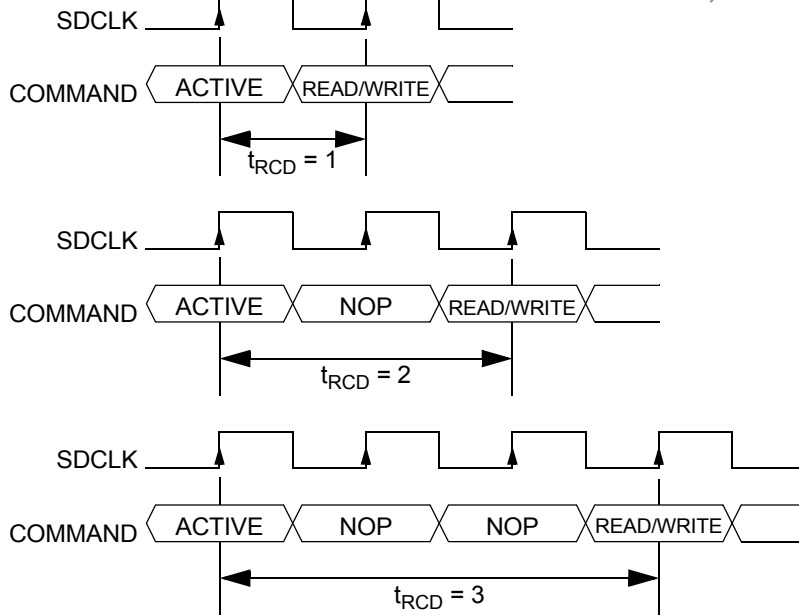 SDCLK
COMMAND ACTIVE READ/WRITE
tRCD = 1
SDCLK
COMMAND ACTIVE NOP READ/WRITE
tRCD = 2
SDCLK
COMMAND ACTIVE NOP NOP READ/WRITE
tRCD = 3